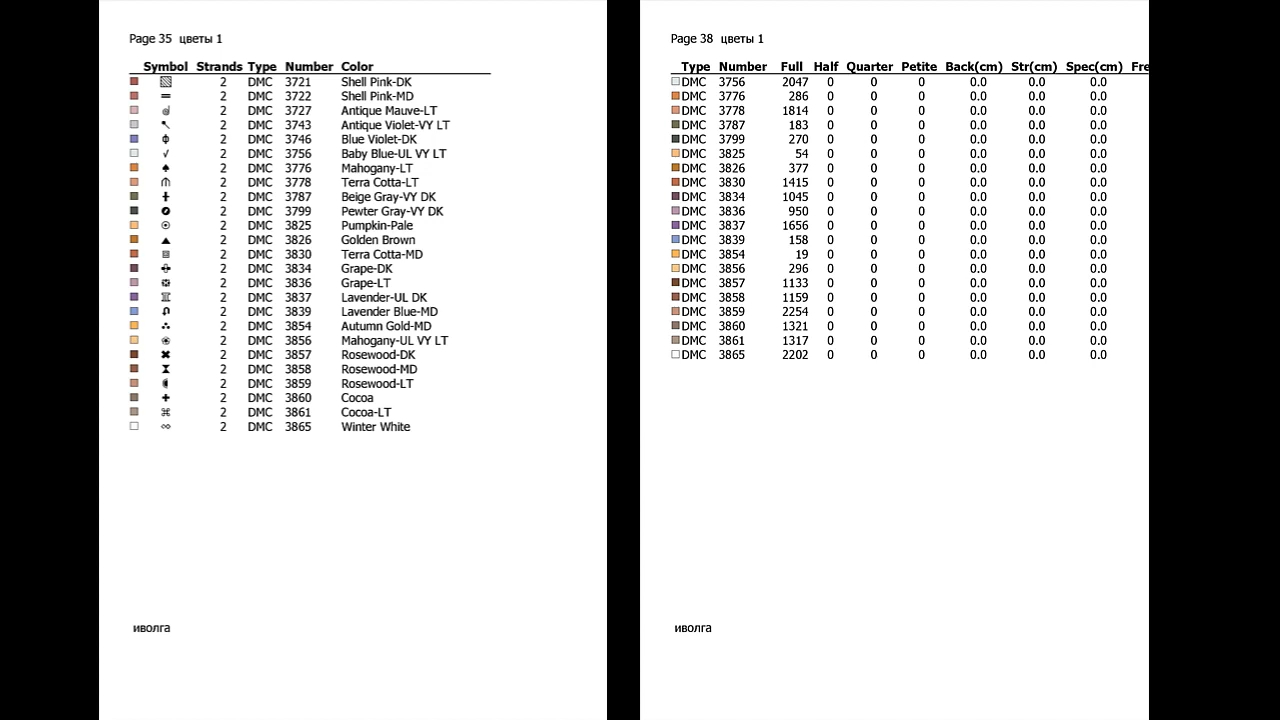 Page 35 цветы 1
Symbol Strands Type Number Color
2 DMC 3721 Shell Pink-DK
2 DMC 3722 Shell Pink-MD
2 DMC 3727 Antique Mauve-LT
2 DMC 3743 Antique Violet-VY LT
2 DMC 3746 Blue Violet-DK
2 DMC 3756 Baby Blue-UL VY LT
2 DMC 3776 Mahogany-LT
2 DMC 3778 Terra Cotta-LT
2 DMC 3787 Beige Gray-VY DK
2 DMC 3799 Pewter Gray-VY DK
2 DMC 3825 Pumpkin-Pale
2 DMC 3826 Golden Brown
2 DMC 3830 Terra Cotta-MD
2 DMC 3834 Grape-DK
2 DMC 3836 Grape-LT
2 DMC 3837 Lavender-UL DK
2 DMC 3839 Lavender Blue-MD
2 DMC 3854 Autumn Gold-MD
2 DMC 3856 Mahogany-UL VY LT
2 DMC 3857 Rosewood-DK
2 DMC 3858 Rosewood-MD
2 DMC 3859 Rosewood-LT
2 DMC 3860 Cocoa
2 DMC 3861 Cocoa-LT
2 DMC 3865 Winter White
иволга
Page 38 цветы 1
Type Number Full Half Quarter Petite Back(cm) Str(cm) Spec(cm) Fre
DMC 3756 2047 0 0 0 0.0 0.0 0.0
DMC 3776 286 0 0 0 0.0 0.0 0.0
DMC 3778 1814 0 0 0 0.0 0.0 0.0
DMC 3787 183 0 0 0 0.0 0.0 0.0
DMC 3799 270 0 0 0 0.0 0.0 0.0
DMC 3825 54 0 0 0 0.0 0.0 0.0
DMC 3826 377 0 0 0 0.0 0.0 0.0
DMC 3830 1415 0 0 0 0.0 0.0 0.0
DMC 3834 1045 0 0 0 0.0 0.0 0.0
DMC 3836 950 0 0 0 0.0 0.0 0.0
DMC 3837 1656 0 0 0 0.0 0.0 0.0
DMC 3839 158 0 0 0 0.0 0.0 0.0
DMC 3854 19 0 0 0 0.0 0.0 0.0
DMC 3856 296 0 0 0 0.0 0.0 0.0
DMC 3857 1133 0 0 0 0.0 0.0 0.0
DMC 3858 1159 0 0 0 0.0 0.0 0.0
DMC 3859 2254 0 0 0 0.0 0.0 0.0
DMC 3860 1321 0 0 0 0.0 0.0 0.0
DMC 3861 1317 0 0 0 0.0 0.0 0.0
DMC 3865 2202 0 0 0 0.0 0.0 0.0
иволга